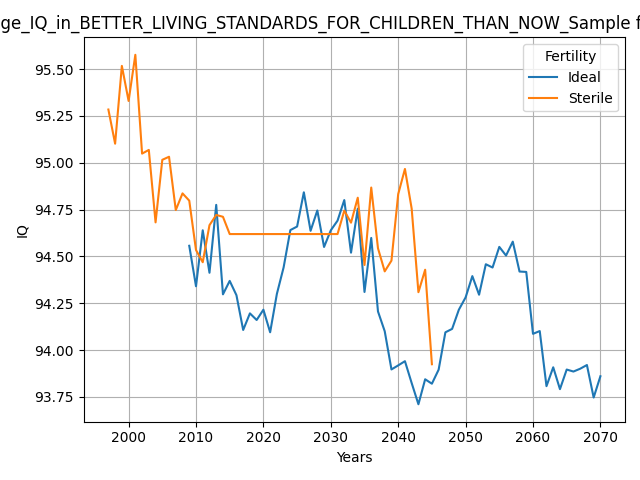 ge_IQ_in_BETTER_LIVING_STANDARDS_FOR_CHILDREN_THAN_NOW_Sample f
Fertility
Ideal
Sterile
95.50
95.25
95.00
94.75
94.50
94.25
94.00
93.75
IQ
2000
2010
2020
2030
2040
2050
2060
2070
Years